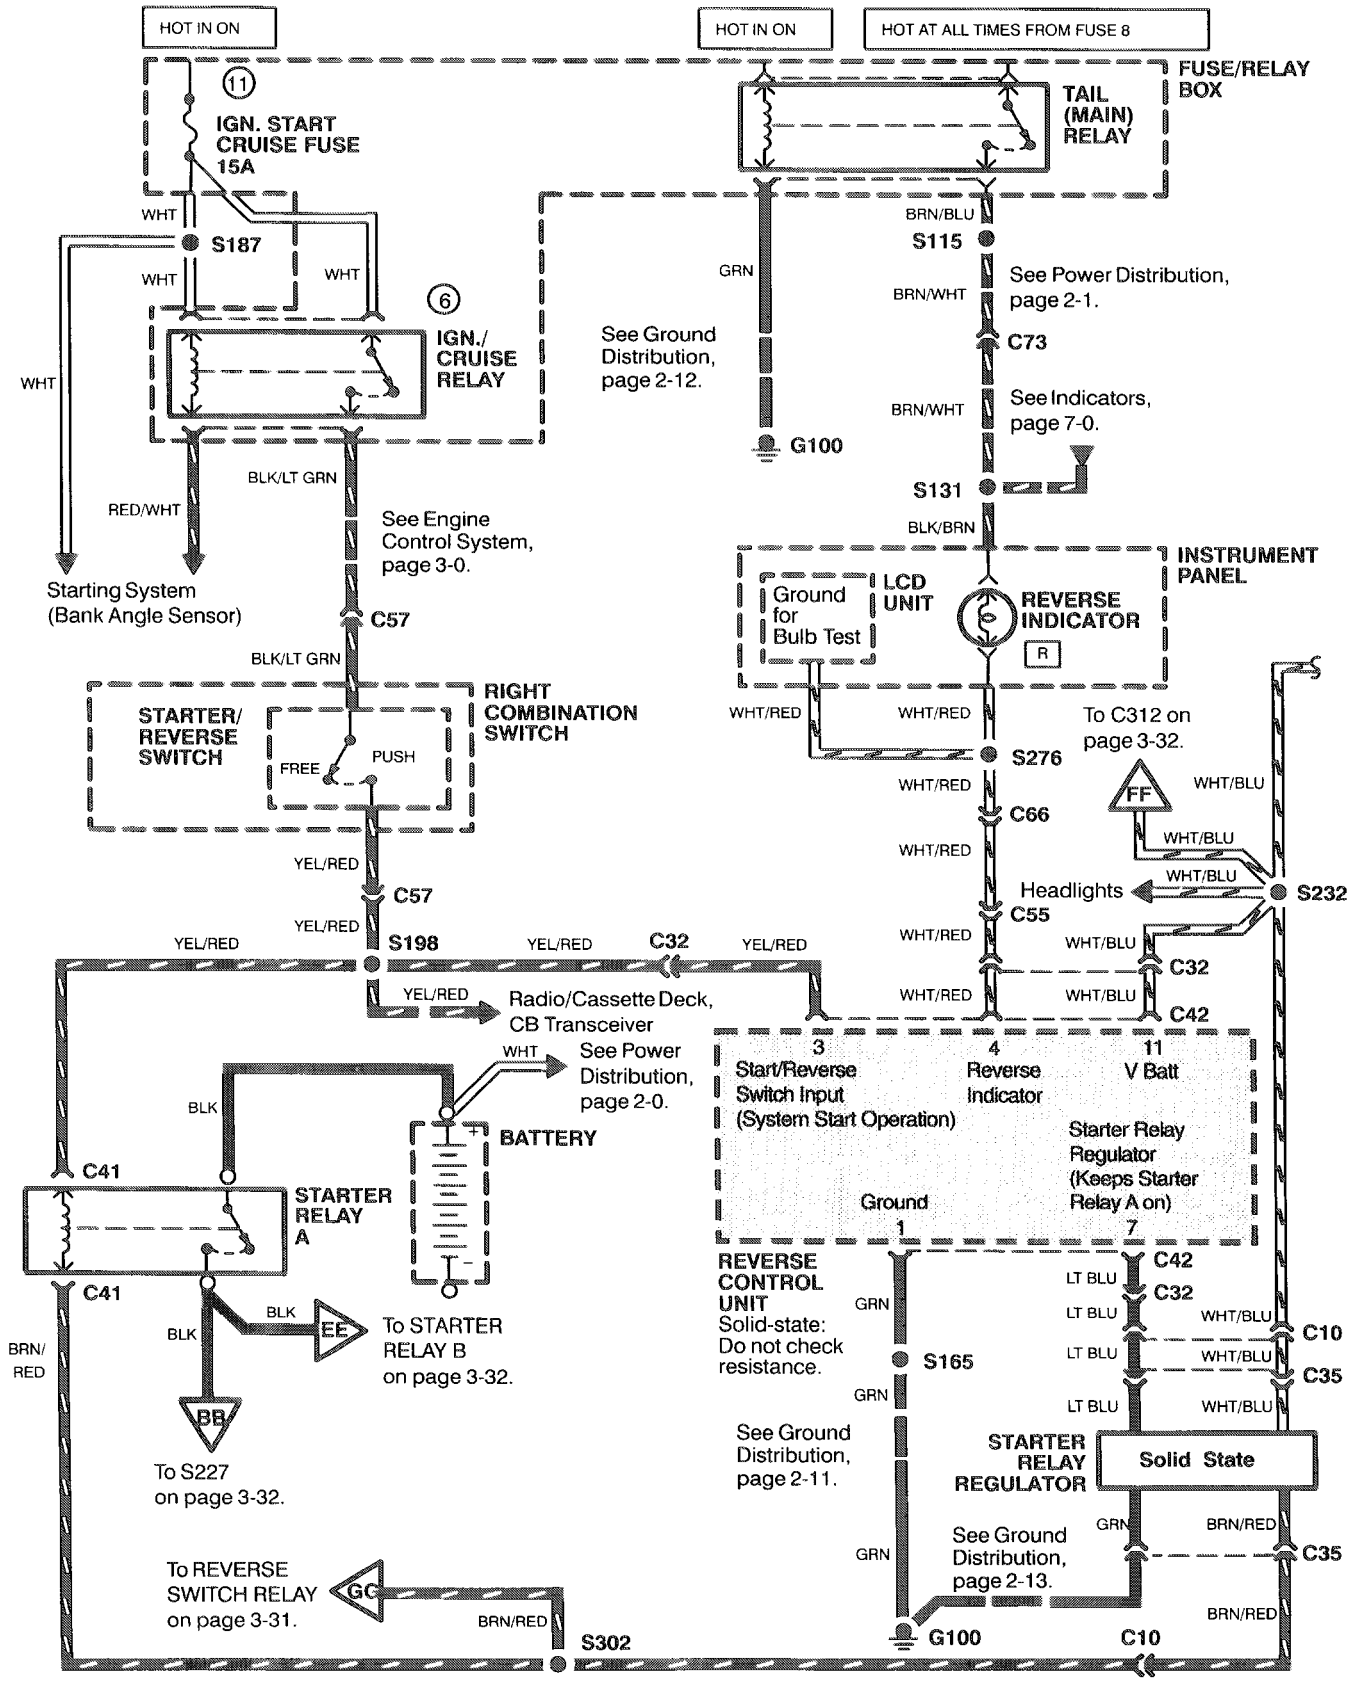 HOT IN ON
HOT IN ON
HOT AT ALL TIMES FROM FUSE 8
FUSE/RELAY
BOX
11
IGN. START
CRUISE FUSE
15A
TAIL
(MAIN)
RELAY
WHT
S187
WHT
WHT
BRN/BLU
S115
GRN
BRN/WHT
See Power Distribution,
page 2-1.
6
IGN./
CRUISE
RELAY
See Ground
Distribution,
page 2-12.
C73
WHT
BRN/WHT
See Indicators,
page 7-0.
G100
BLK/LT GRN
RED/WHT
S131
BLK/BRN
See Engine
Control System,
page 3-0.
Starting System
(Bank Angle Sensor)
C57
BLK/LT GRN
INSTRUMENT
PANEL
Ground
for
Bulb Test
LCD
UNIT
REVERSE
INDICATOR
R
RIGHT
COMBINATION
SWITCH
STARTER/
REVERSE
SWITCH
FREE
PUSH
WHT/RED
WHT/RED
To C312 on
page 3-32.
S276
WHT/RED
FF
WHT/BLU
C66
WHT/BLU
YEL/RED
WHT/RED
WHT/BLU
Headlights
S232
C57
C55
YEL/RED
S198
YEL/RED
YEL/RED
C32
YEL/RED
WHT/RED
WHT/BLU
C32
YEL/RED
Radio/Cassette Deck,
CB Transceiver
WHT/RED
WHT/BLU
C42
WHT
See Power
Distribution,
page 2-0.
3
Start/Reverse
Switch Input
(System Start Operation)
4
Reverse
Indicator
11
V Batt
BLK
+
BATTERY
-
Starter Relay
Regulator
(Keeps Starter
Relay A on)
7
Ground
1
C41
STARTER
RELAY
A
C41
REVERSE
CONTROL
UNIT
Solid-state:
Do not check
resistance.
C42
LT BLU
C32
GRN
LT BLU
WHT/BLU
C10
BLK
EE
To STARTER
RELAY B
on page 3-32.
BLK
BRN/
RED
LT BLU
WHT/BLU
C35
S165
GRN
LT BLU
WHT/BLU
BB
To S227
on page 3-32.
See Ground
Distribution,
page 2-11.
STARTER
RELAY
REGULATOR
Solid State
GRN
BRN/RED
See Ground
Distribution,
page 2-13.
GRN
C35
To REVERSE
SWITCH RELAY
on page 3-31.
GG
BRN/RED
BRN/RED
S302
G100
C10